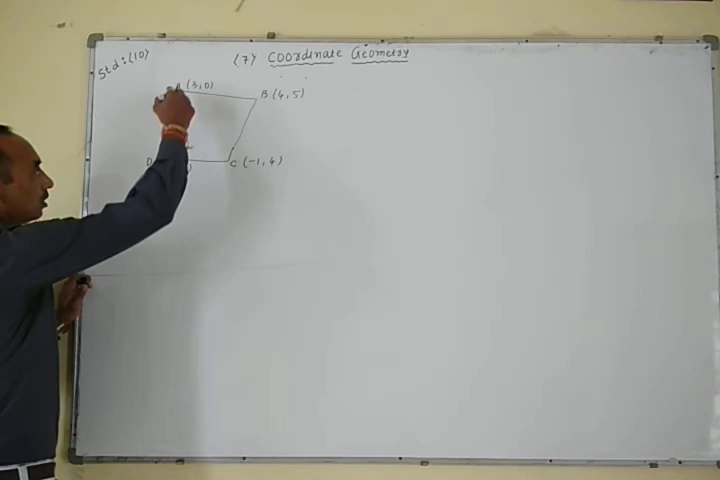 Std: (10)
(7) Coordinate Geometry
A (3,0)
B (4,5)
D
C (-1,4)